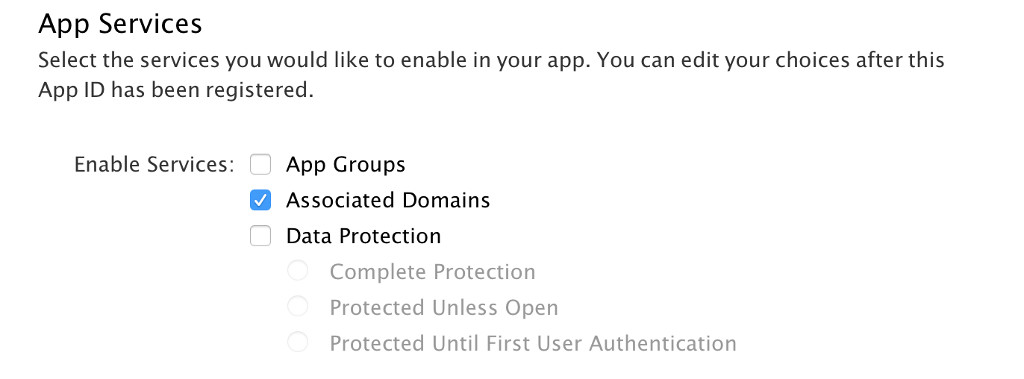 App Services
Select the services you would like to enable in your app. You can edit your choices after this
App ID has been registered.
Enable Services: App Groups
Associated Domains
Data Protection
Complete Protection
Protected Unless Open
Protected Until First User Authentication